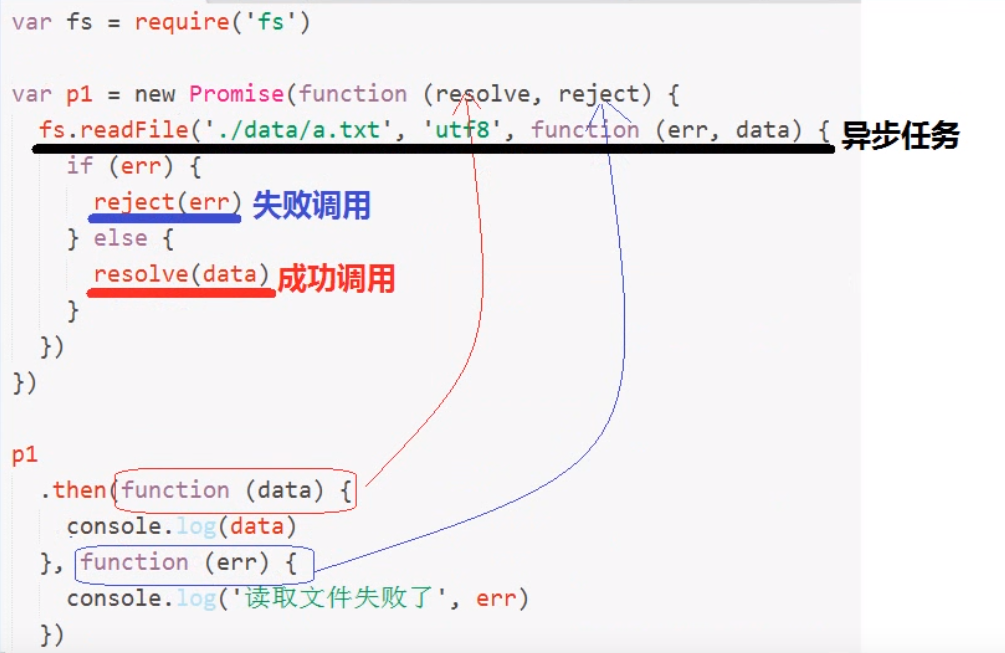 var fs = require('fs')
var p1 = new Promise(function (resolve, reject) {
fs.readFile('./data/a.txt', 'utf8', function (err, data) { 异步任务
if (err) {
reject(err) 失败调用
} else {
resolve(data) 成功调用
}
})
})
p1
.then(function (data) {
console.log(data)
}, function (err) {
console.log('读取文件失败了', err)
})